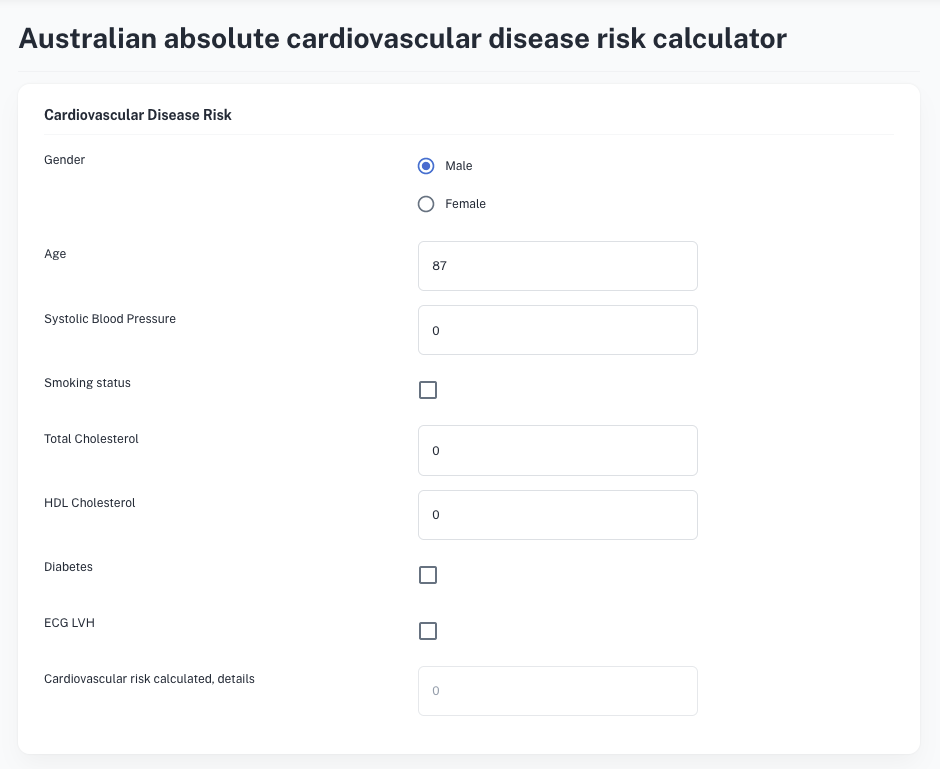 Australian absolute cardiovascular disease risk calculator
Cardiovascular Disease Risk
Gender
Male
Female
Age
87
Systolic Blood Pressure
0
Smoking status
Total Cholesterol
0
HDL Cholesterol
0
Diabetes
ECG LVH
Cardiovascular risk calculated, details
0